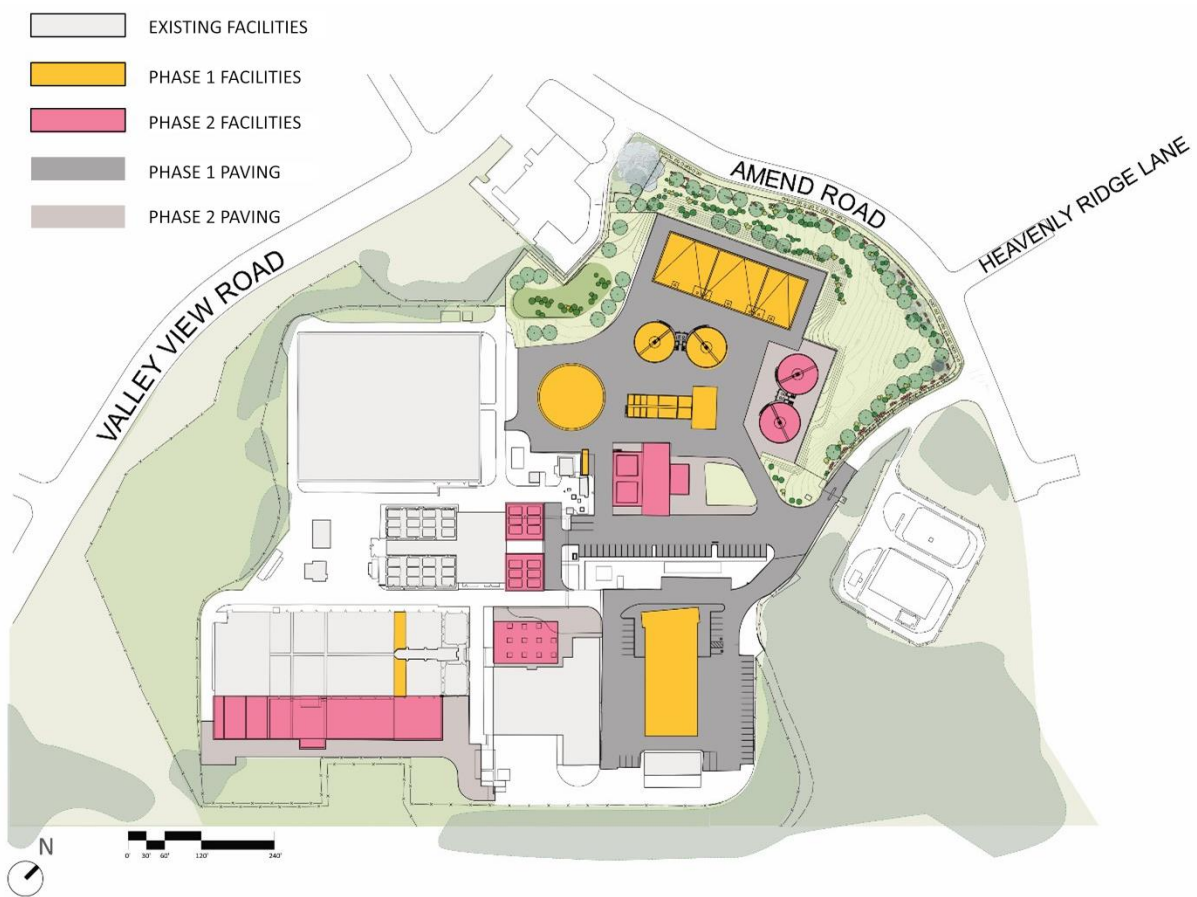 EXISTING FACILITIES
PHASE 1 FACILITIES
PHASE 2 FACILITIES
PHASE 1 PAVING
PHASE 2 PAVING
VALLEY VIEW ROAD
AMEND ROAD
HEAVENLY RIDGE LANE
N
0' 30' 60' 120' 240'